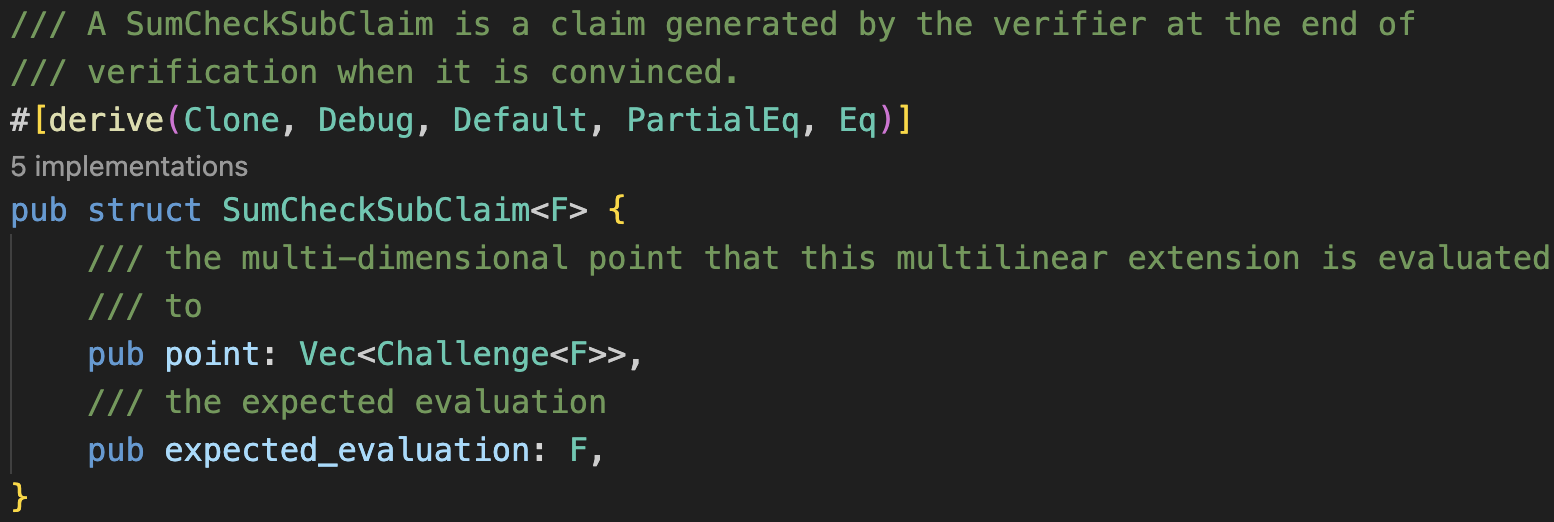 /// A SumCheckSubClaim is a claim generated by the verifier at the end of
/// verification when it is convinced.
#[derive(Clone, Debug, Default, PartialEq, Eq)]
5 implementations
pub struct SumCheckSubClaim<F> {
    /// the multi-dimensional point that this multilinear extension is evaluated
    /// to
    pub point: Vec<Challenge<F>>,
    /// the expected evaluation
    pub expected_evaluation: F,
}